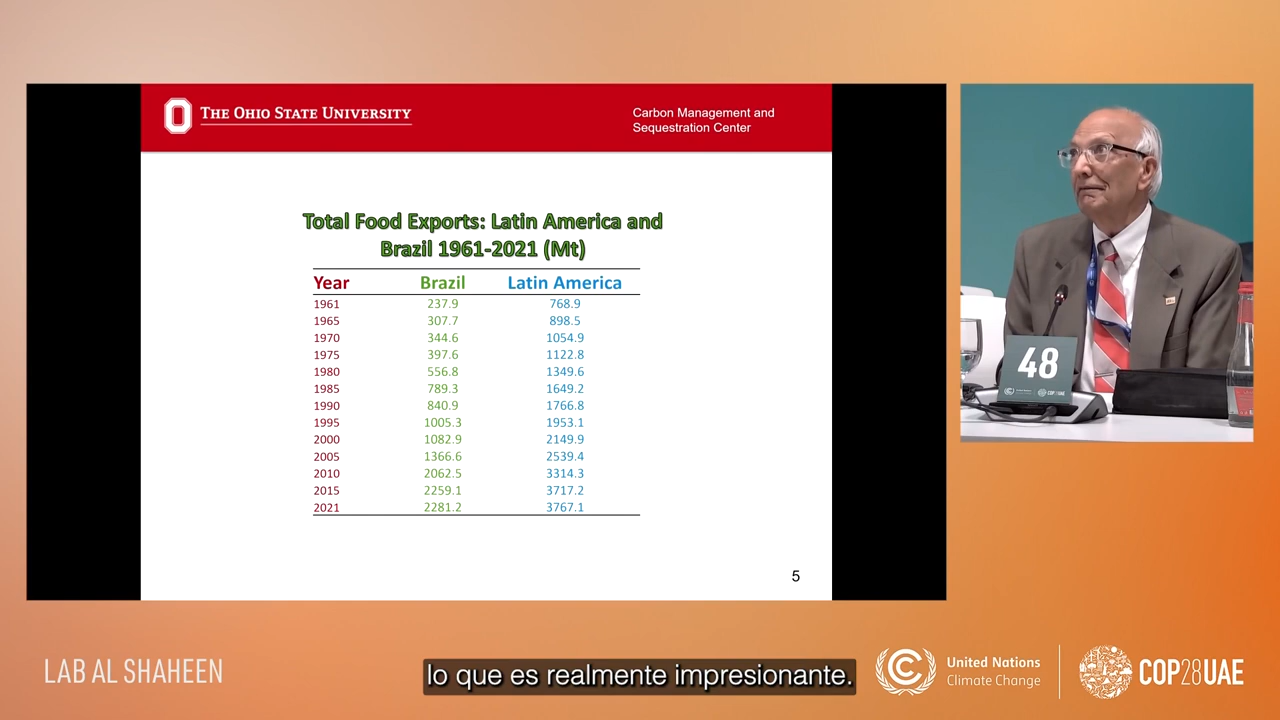 THE OHIO STATE UNIVERSITY
Carbon Management and
Sequestration Center
Total Food Exports: Latin America and
Brazil 1961-2021 (Mt)
Year Brazil Latin America
1961 237.9 768.9
1965 307.7 898.5
1970 344.6 1054.9
1975 397.6 1122.8
1980 556.8 1349.6
1985 789.3 1649.2
1990 840.9 1766.8
1995 1005.3 1953.1
2000 1082.9 2149.9
2005 1366.6 2539.4
2010 2062.5 3314.3
2015 2259.1 3717.2
2021 2281.2 3767.1
5
48
COP28UAE
LAB AL SHAHEEN
lo que es realmente impresionante.
United Nations
Climate Change
COP28UAE